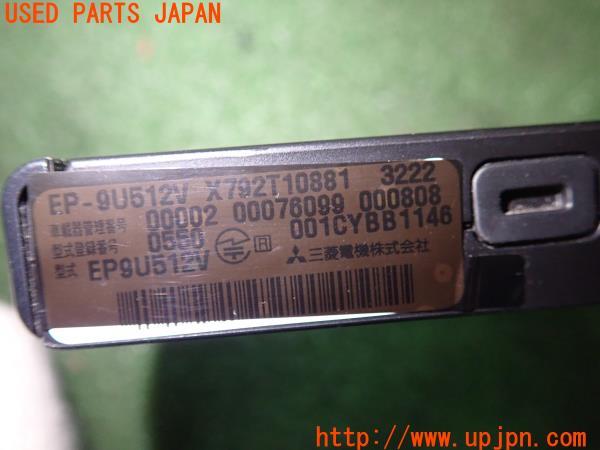 USED PARTS JAPAN
EP-9U512V X792T10881 3222
車載器管理番号 00002 00076099 000808
型式登録番号 0550 001CYBB1146
型式 EP9U512V R 三菱電機株式会社
→ www.upjpn.com